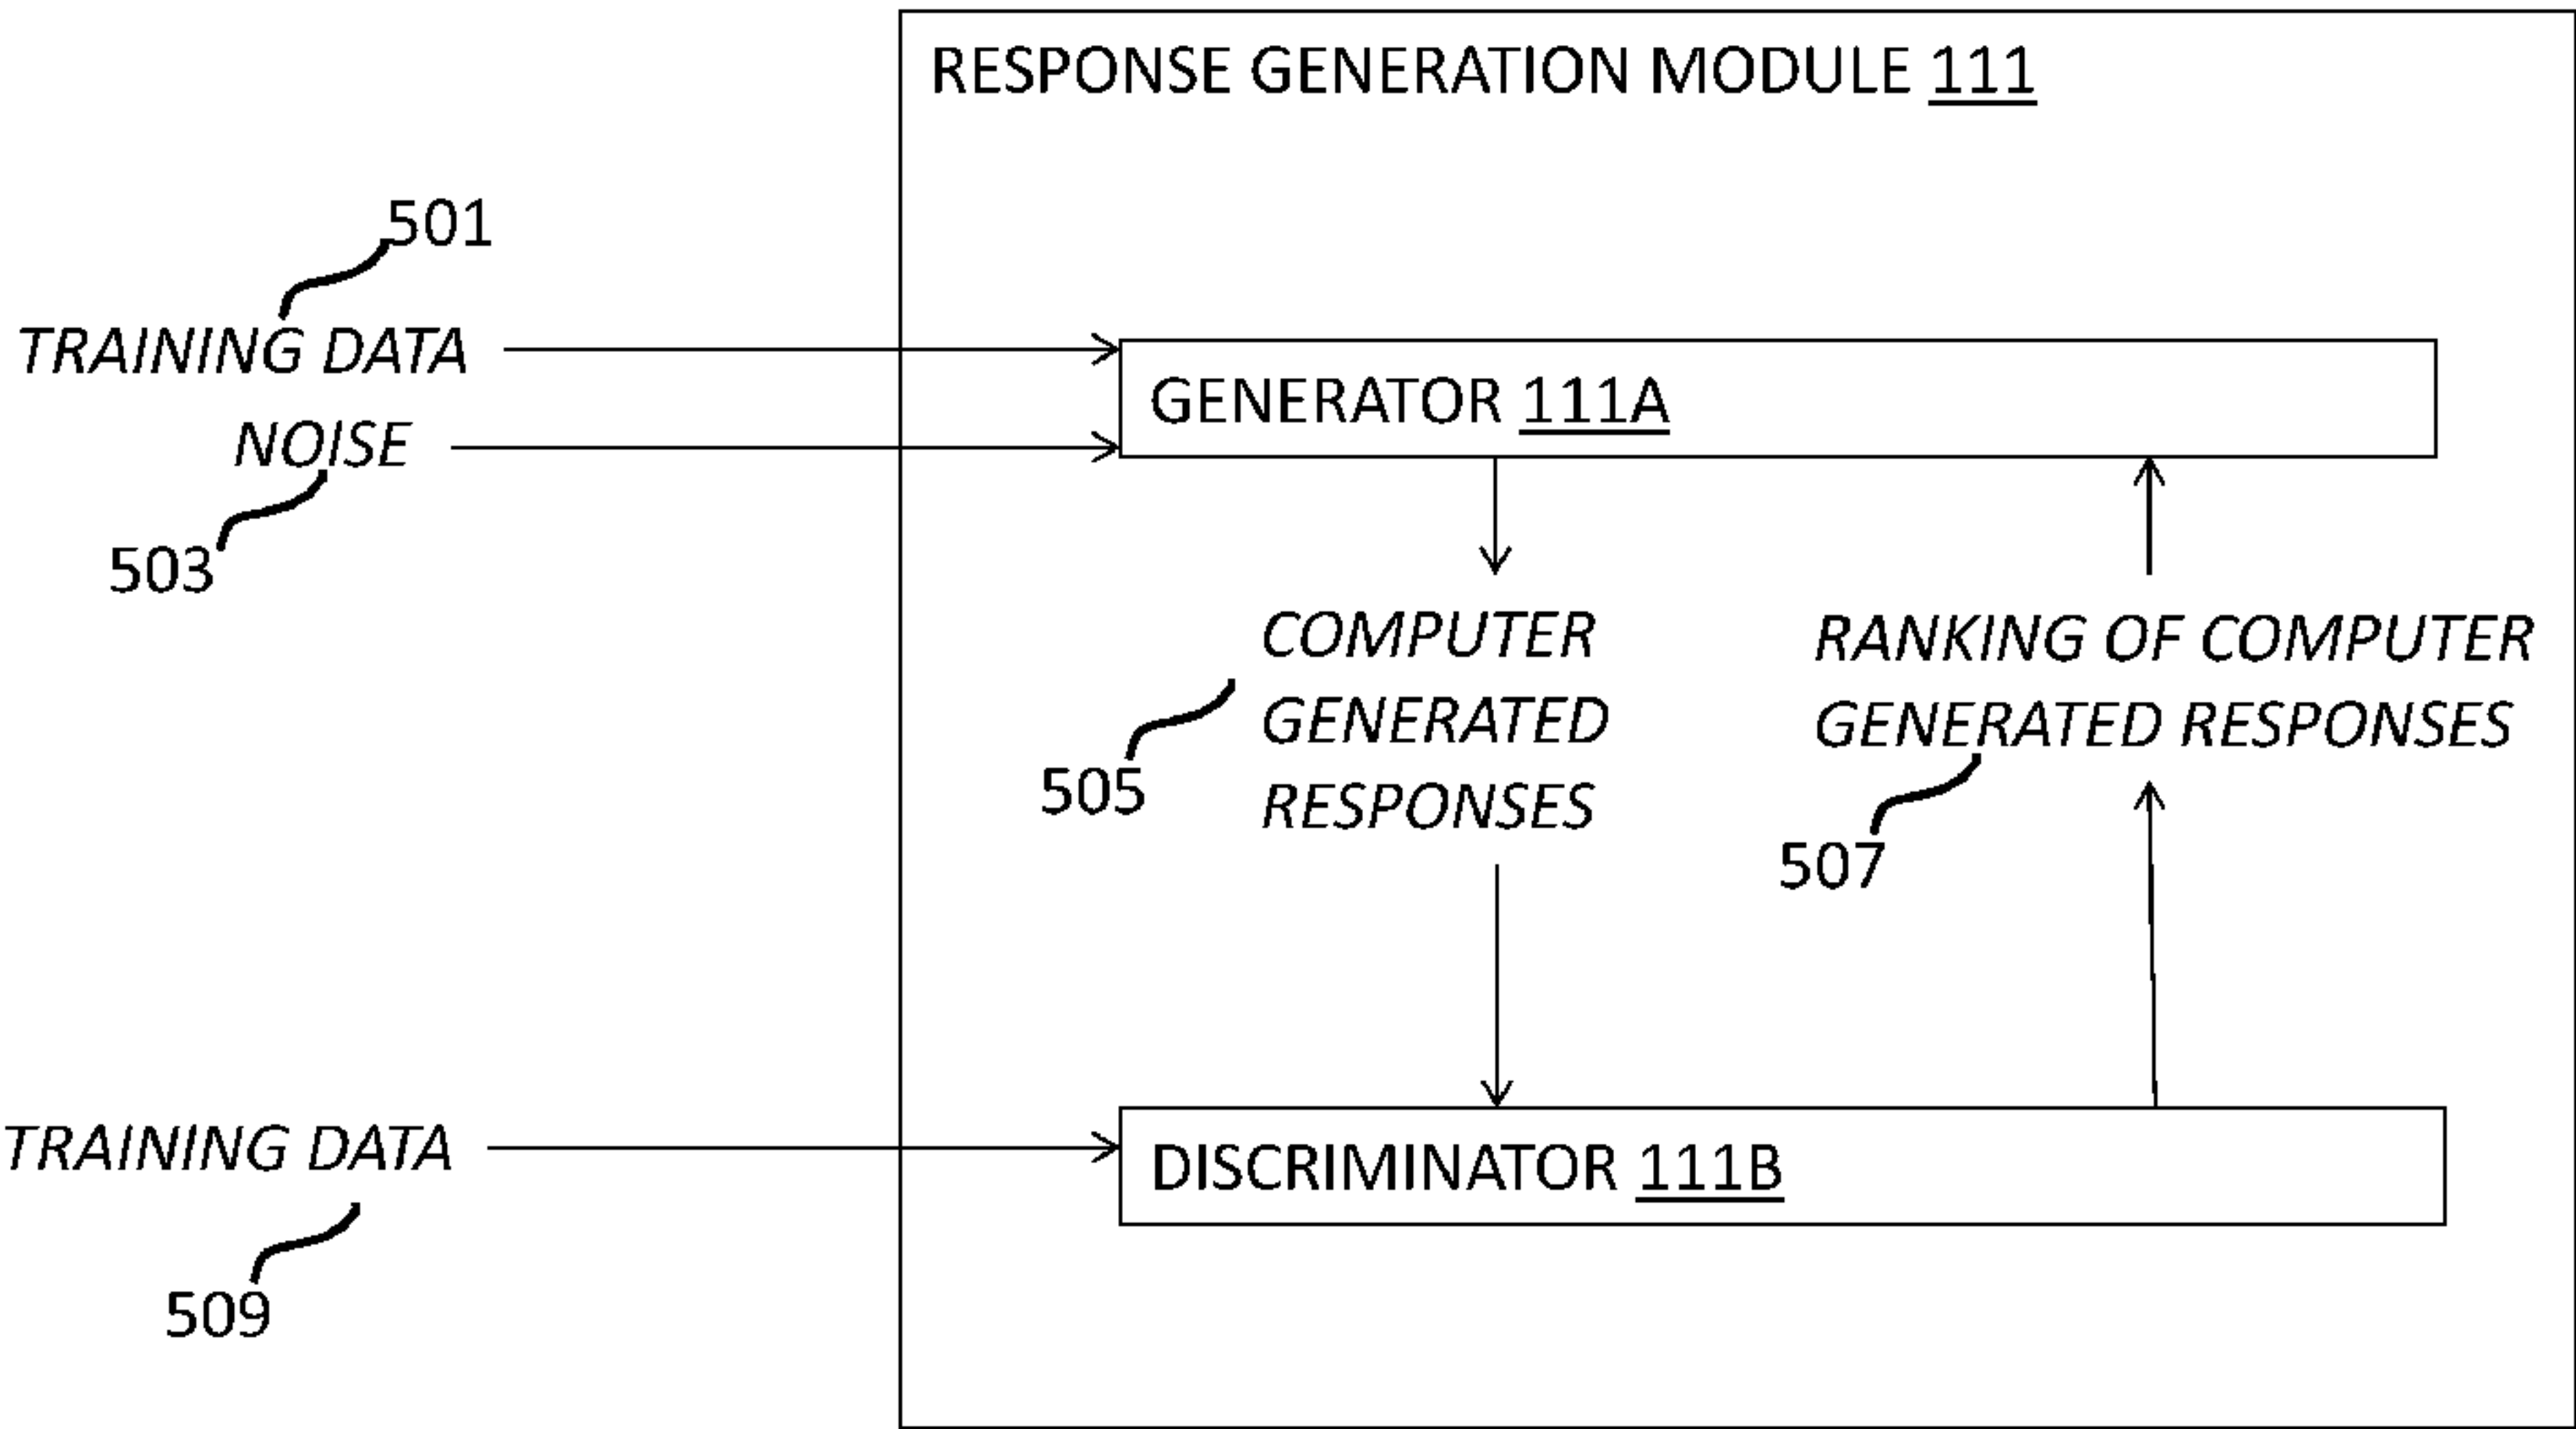 RESPONSE GENERATION MODULE 111
501
TRAINING DATA
NOISE
503
GENERATOR 111A
COMPUTER
GENERATED
RESPONSES
505
RANKING OF COMPUTER
GENERATED RESPONSES
507
TRAINING DATA
509
DISCRIMINATOR 111B